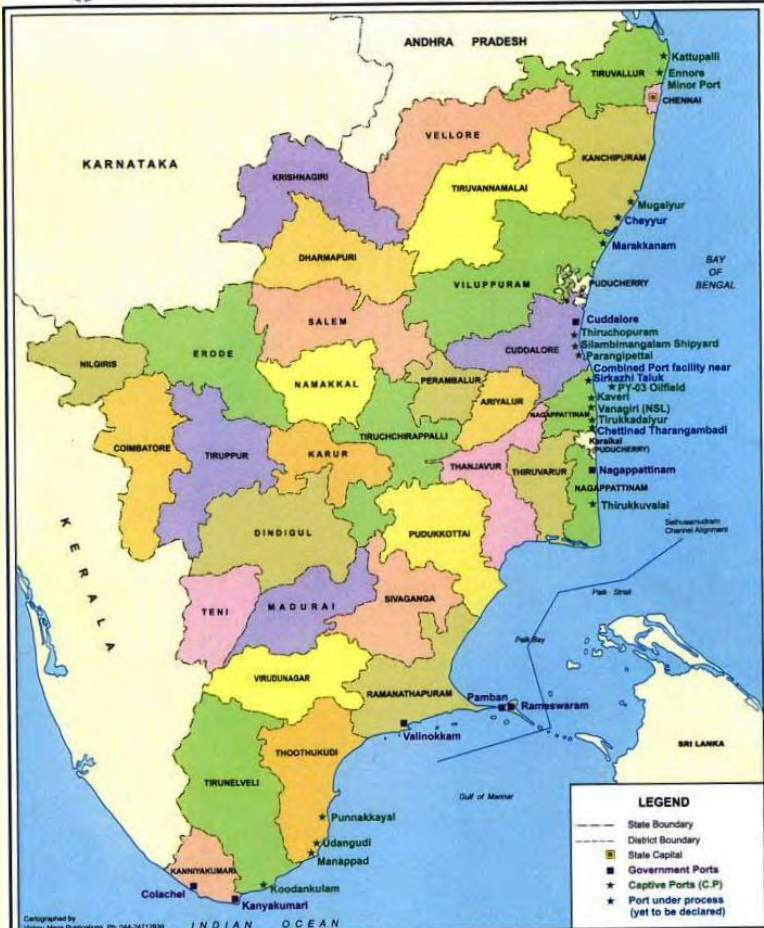 ANDHRA PRADESH
Kattupalli
TIRUVALLUR
Ennore
Minor Port
CHENNAI
VELLORE
KANCHIPURAM
KARNATAKA
KRISHNAGIRI
TIRUVANNAMALAI
Mugaiyur
Cheyyur
Marakkanam
DHARMAPURI
BAY
OF
BENGAL
VILUPPURAM
PUDUCHERRY
SALEM
Cuddalore
Thiruchopuram
Silambimangalam Shipyard
Parangipettai
CUDDALORE
ERODE
NILGIRIS
Combined Port facility near
Sirkazhi Taluk
PY-03 Oilfield
NAMAKKAL
PERAMBALUR
ARIYALUR
Kaveri
Vanagiri (NSL)
NAGAPPATTINAM
Tirukkadaiyur
Chettinad Tharangambadi
Karaikal
(PUDUCHERRY)
COIMBATORE
TIRUPPUR
KARUR
TIRUCHCHIRAPPALLI
THANJAVUR
THIRUVARUR
Nagappattinam
NAGAPPATTINAM
Thirukkuvalai
DINDIGUL
PUDUKKOTTAI
Sethusamudram
Channel Alignment
KERALA
TENI
MADURAI
SIVAGANGA
Palk Strait
Palk Bay
VIRUDUNAGAR
RAMANATHAPURAM
Pamban
Rameswaram
Valinokkam
SRI LANKA
THOOTHUKUDI
TIRUNELVELI
Gulf of Mannar
Punnakkayal
Udangudi
Manappad
KANNIYAKUMARI
Colachel
Koodankulam
Kanyakumari
INDIAN OCEAN
LEGEND
State Boundary
District Boundary
State Capital
Government Ports
Captive Ports (C.P)
Port under process
(yet to be declared)
Cartographed by